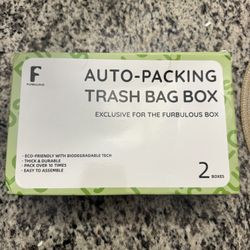 F
FURBULOUS
AUTO-PACKING
TRASH BAG BOX
EXCLUSIVE FOR THE FURBULOUS BOX
• ECO-FRIENDLY WITH BIODEGRADABLE TECH
• THICK & DURABLE
• PACK OVER 10 TIMES
• EASY TO ASSEMBLE
2 BOXES